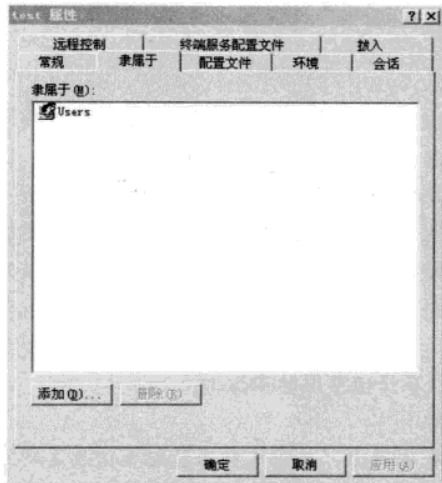 test 属性
远程控制 终端服务配置文件 拨入
常规 隶属于 配置文件 环境 会话
隶属于(M):
Users
添加(D)... 删除(R)
确定 取消 应用(A)